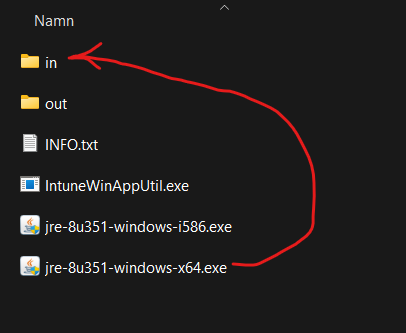 Namn
in
out
INFO.txt
IntuneWinAppUtil.exe
jre-8u351-windows-i586.exe
jre-8u351-windows-x64.exe